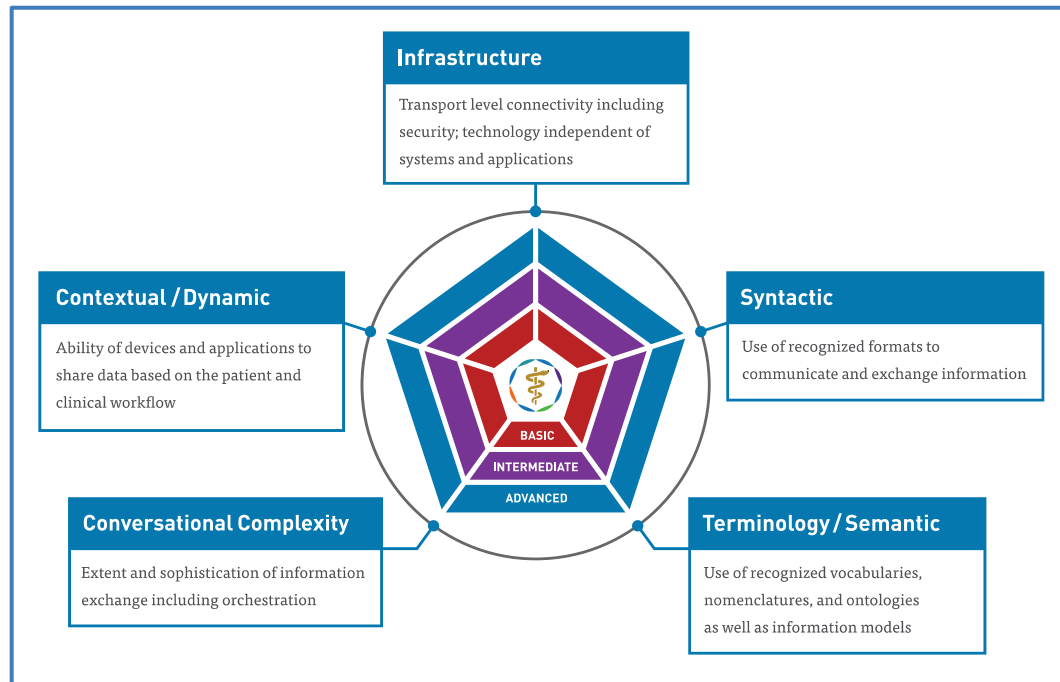 Infrastructure
Transport level connectivity including
security; technology independent of
systems and applications
Contextual / Dynamic
Ability of devices and applications to
share data based on the patient and
clinical workflow
Syntactic
Use of recognized formats to
communicate and exchange information
BASIC
INTERMEDIATE
ADVANCED
Conversational Complexity
Extent and sophistication of information
exchange including orchestration
Terminology / Semantic
Use of recognized vocabularies,
nomenclatures, and ontologies
as well as information models